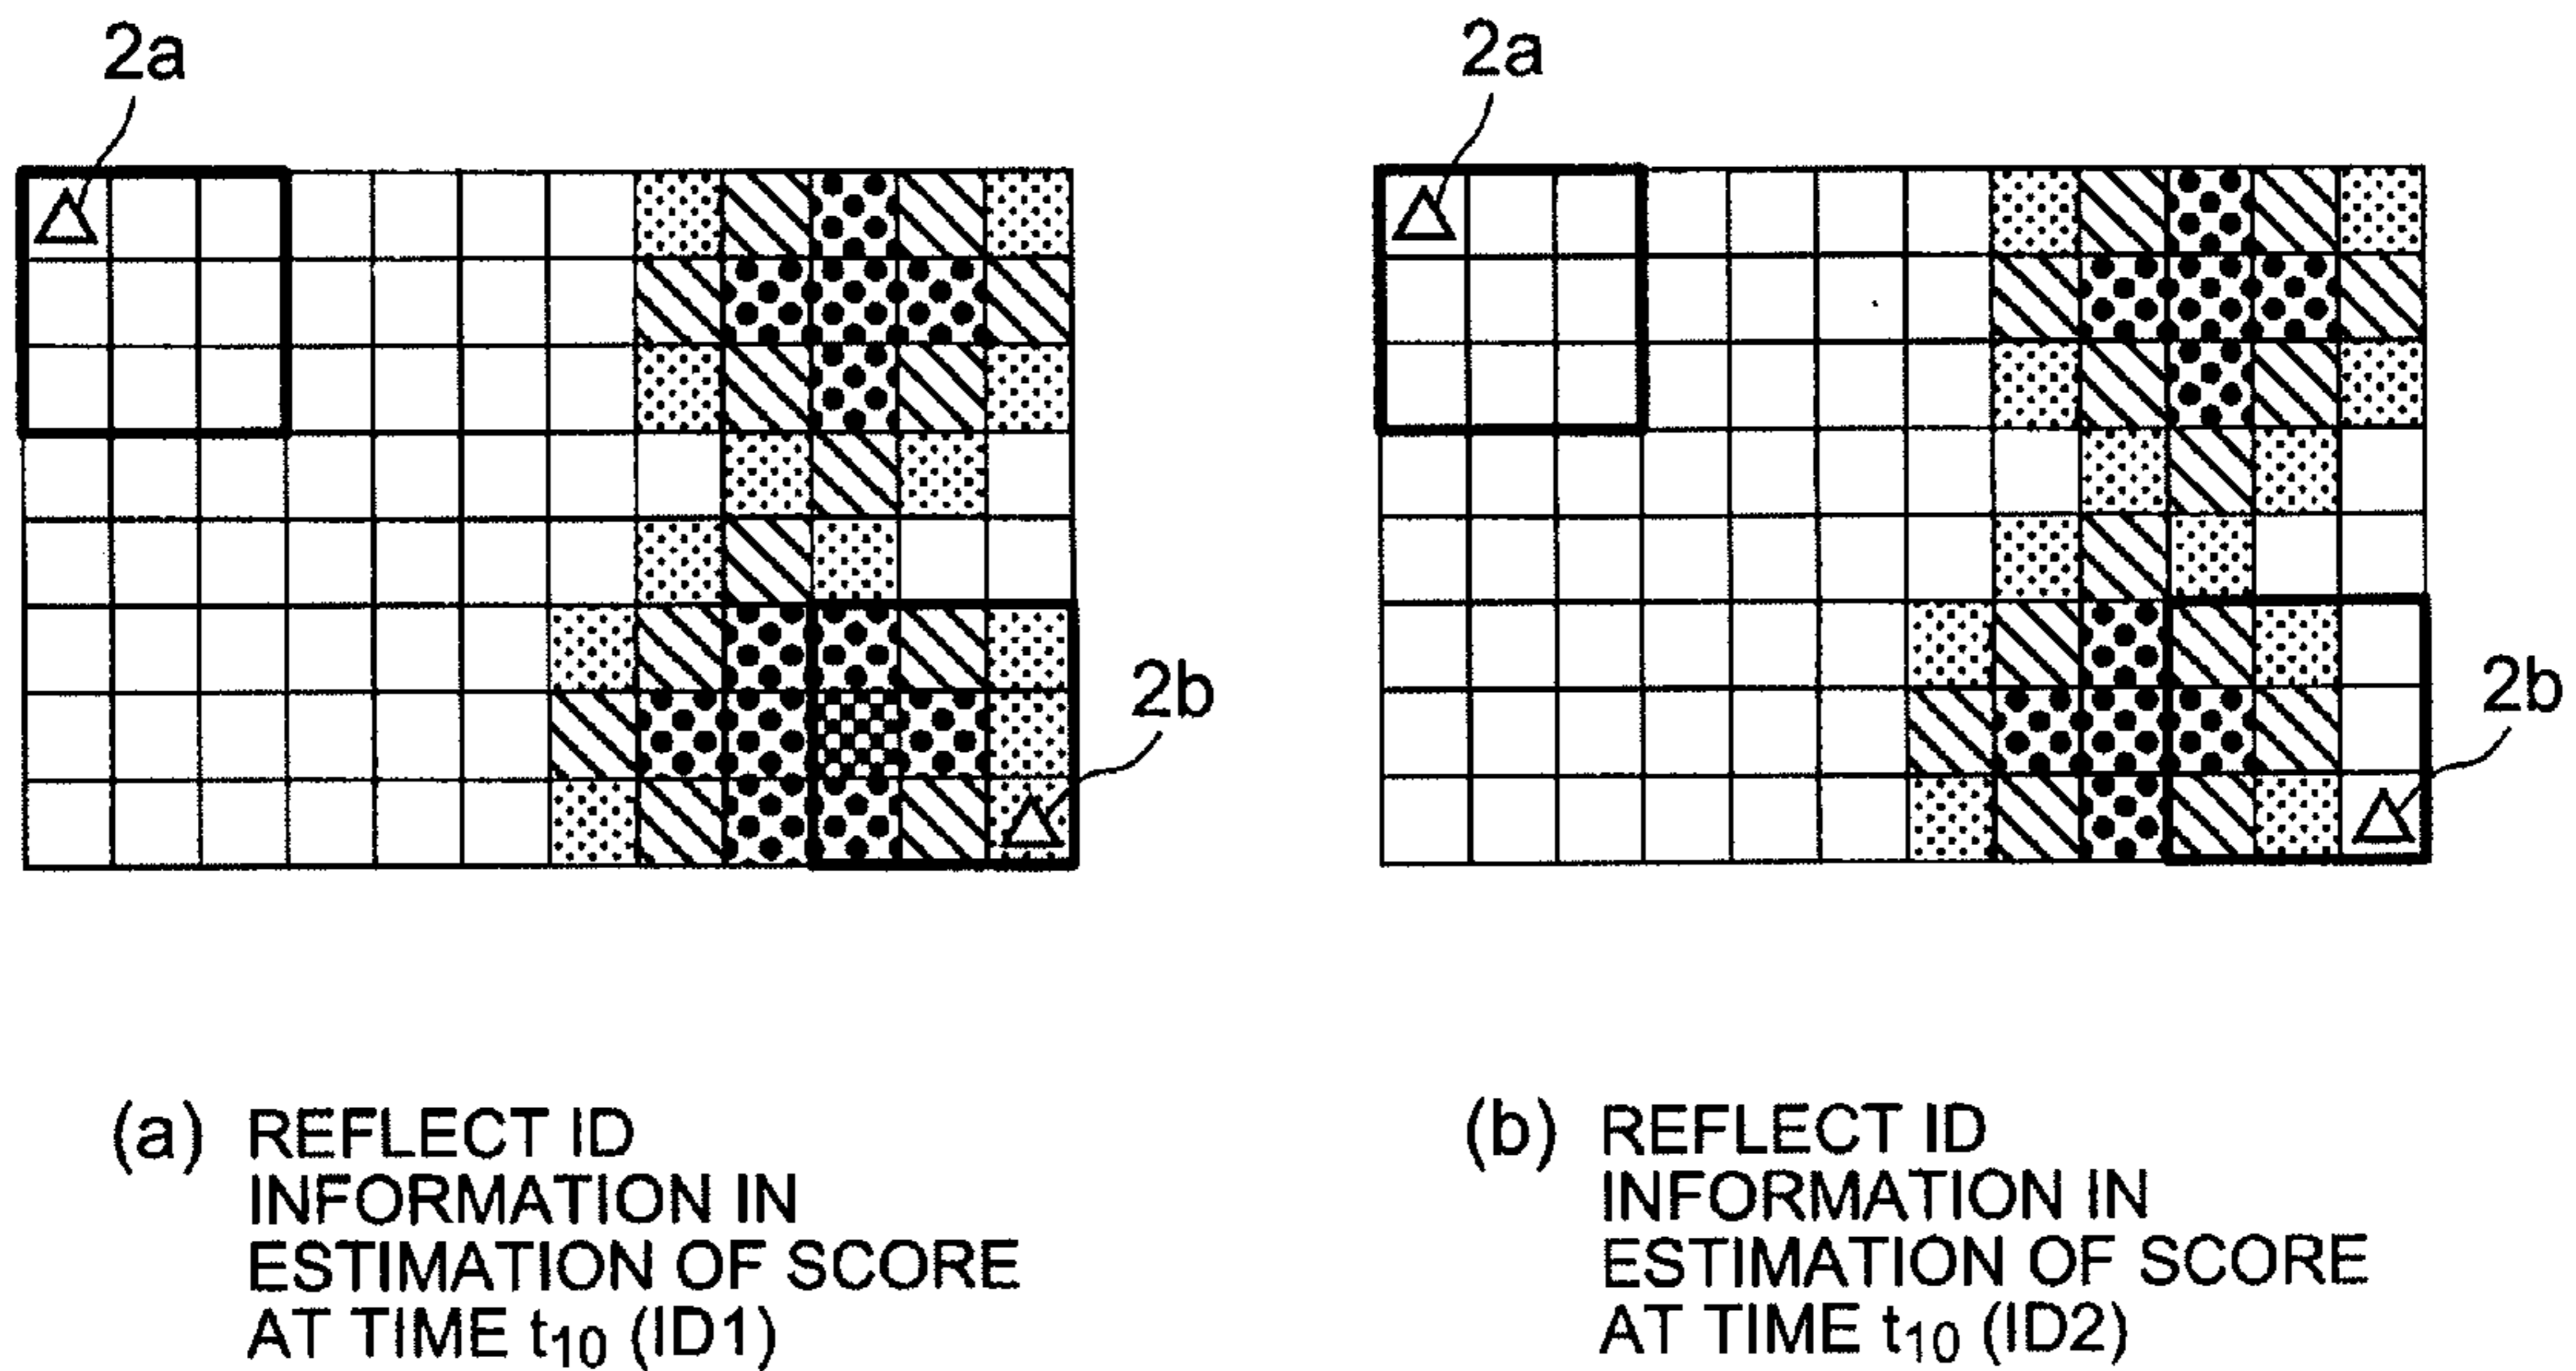 2a
2a
2b
2b
(a) REFLECT ID
INFORMATION IN
ESTIMATION OF SCORE
AT TIME t10 (ID1)
(b) REFLECT ID
INFORMATION IN
ESTIMATION OF SCORE
AT TIME t10 (ID2)